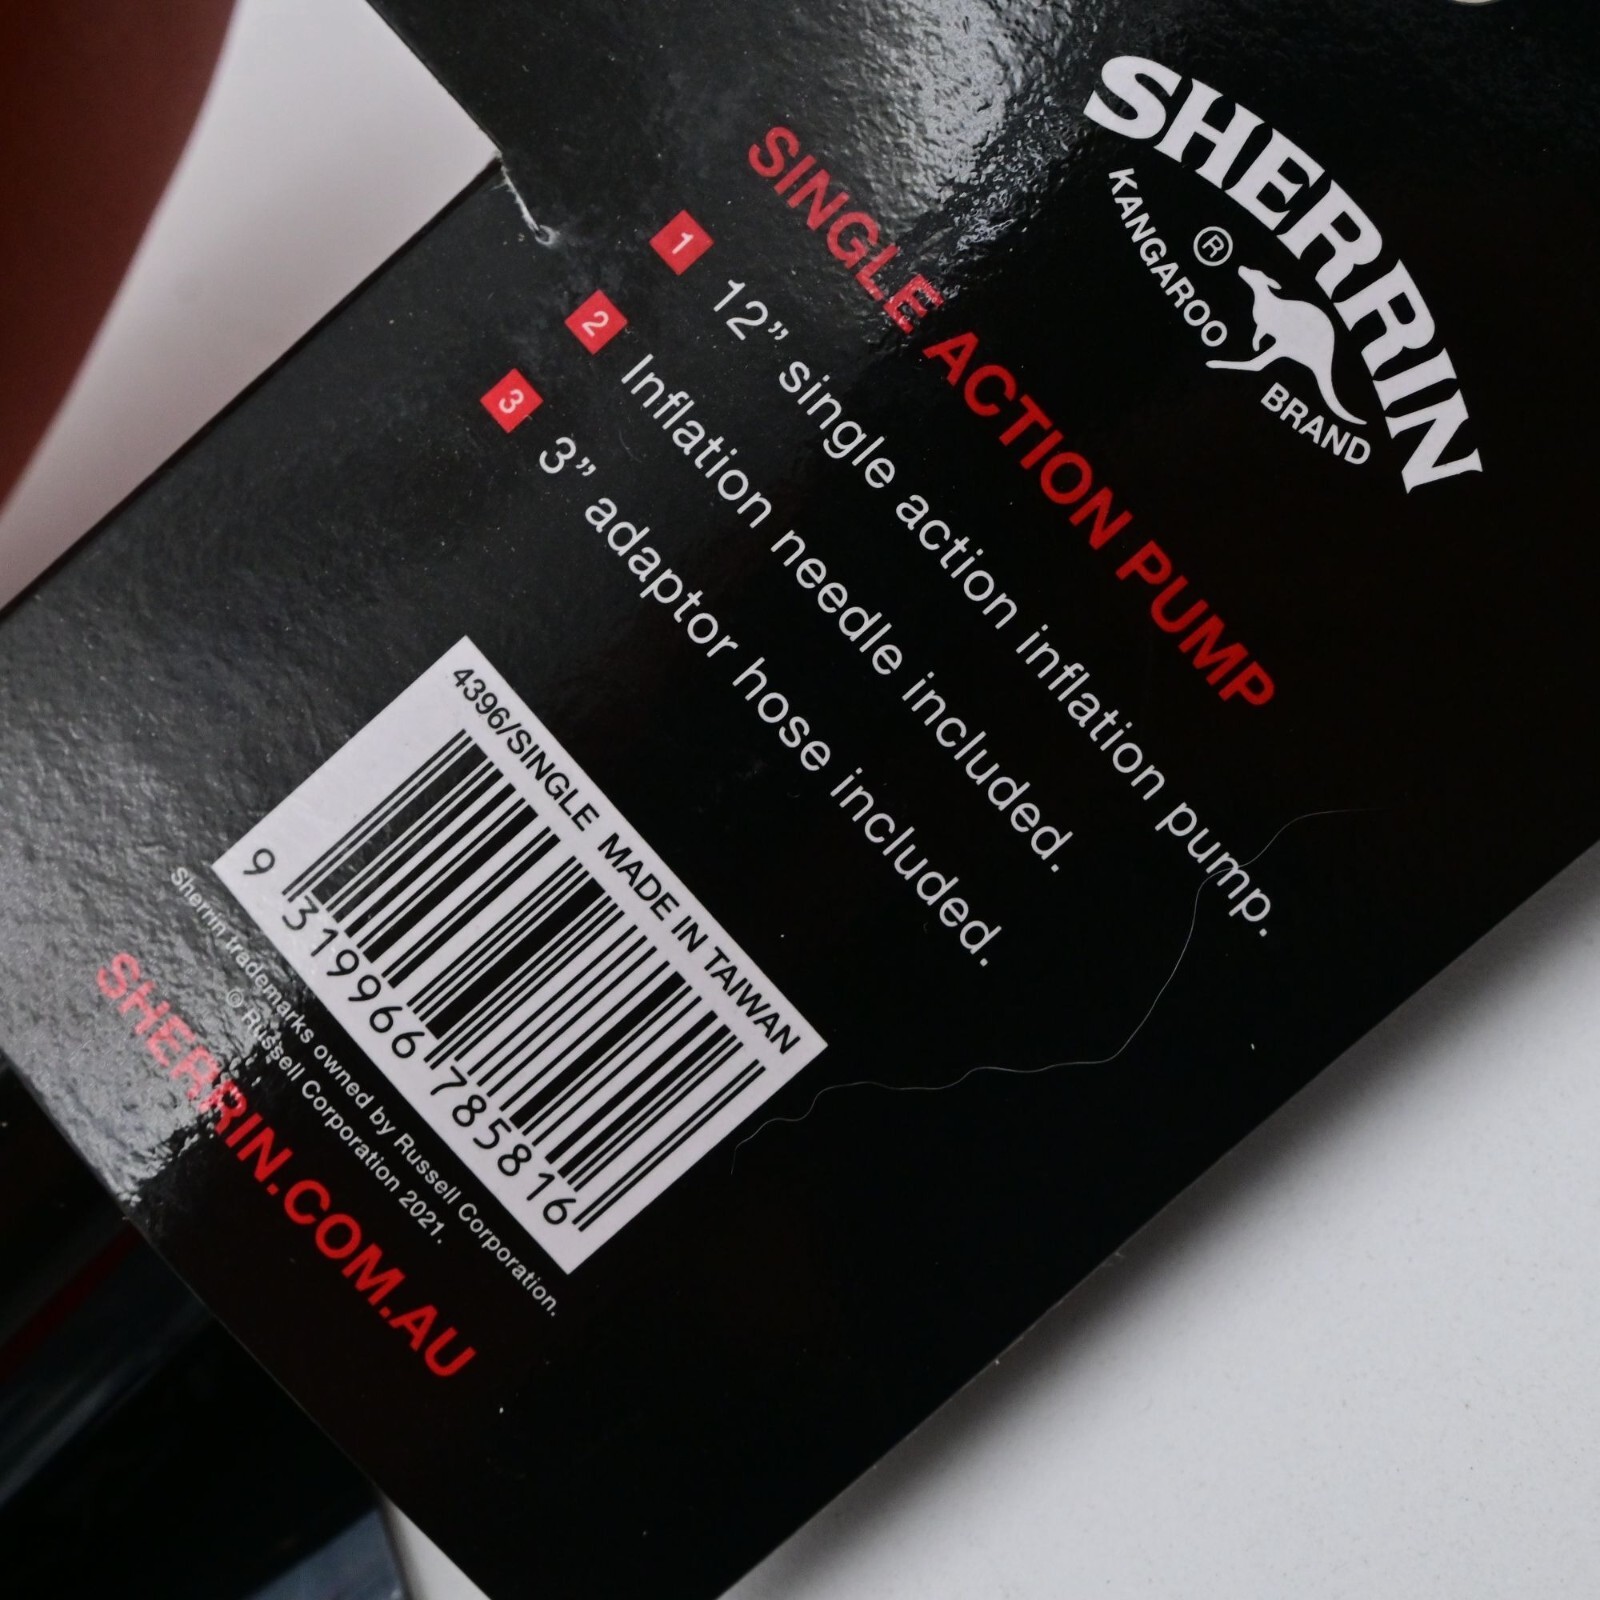 SHERRIN
KANGAROO ® BRAND
SINGLE ACTION PUMP
1 12” single action inflation pump.
2 Inflation needle included.
3 3” adaptor hose included.
4396/SINGLE MADE IN TAIWAN
9 319966 785816
Sherrin trademarks owned by Russell Corporation.
© Russell Corporation 2021.
SHERRIN.COM.AU